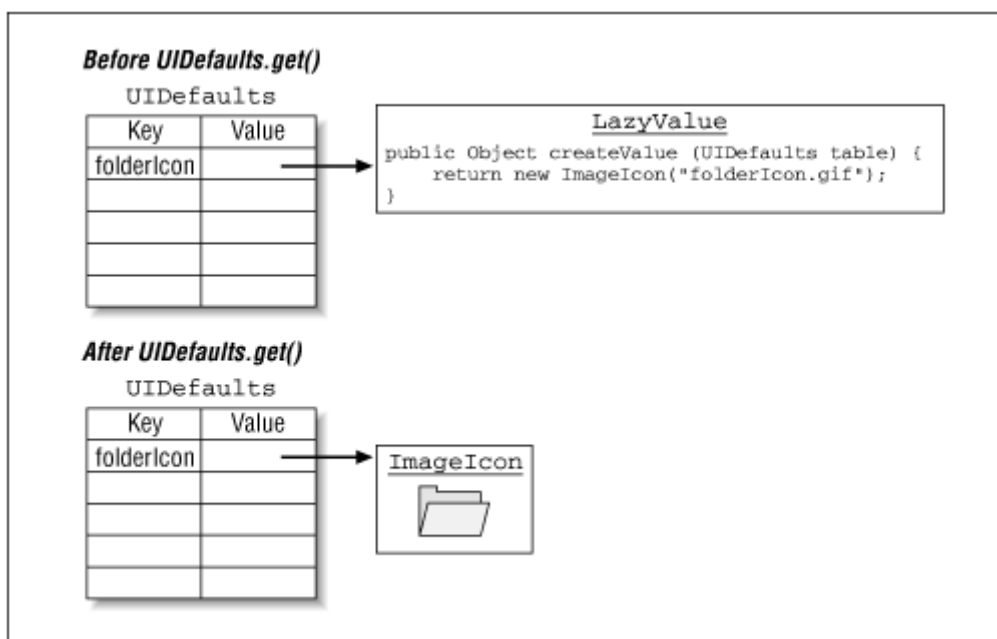 Before UIDefaults.get()
UIDefaults
Key Value
folderIcon
LazyValue
public Object createValue (UIDefaults table) {
return new ImageIcon("folderIcon.gif");
}
After UIDefaults.get()
UIDefaults
Key Value
folderIcon
ImageIcon